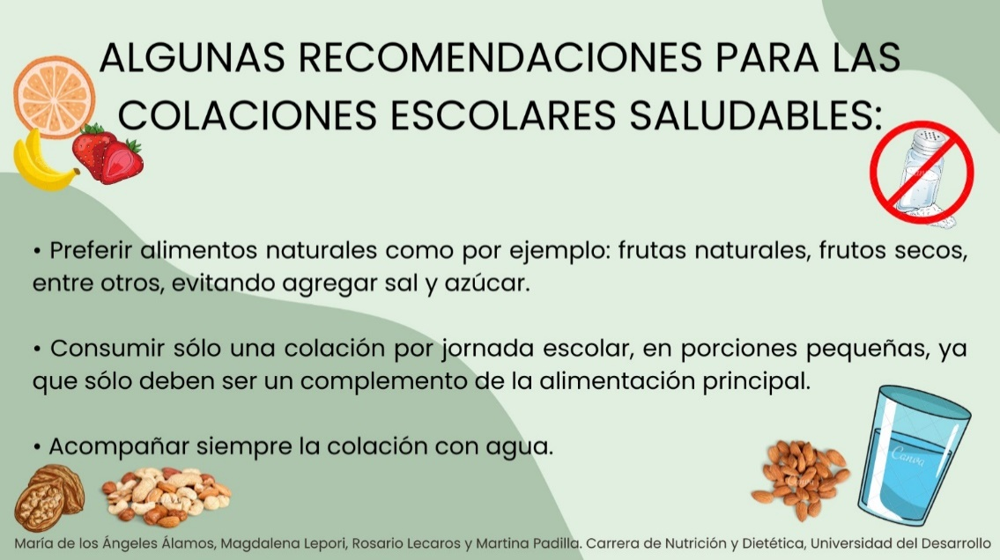 ALGUNAS RECOMENDACIONES PARA LAS
COLACIONES ESCOLARES SALUDABLES:
• Preferir alimentos naturales como por ejemplo: frutas naturales, frutos secos,
entre otros, evitando agregar sal y azúcar.
• Consumir sólo una colación por jornada escolar, en porciones pequeñas, ya
que sólo deben ser un complemento de la alimentación principal.
• Acompañar siempre la colación con agua.
Canva
María de los Ángeles Álamos, Magdalena Lepori, Rosario Lecaros y Martina Padilla. Carrera de Nutrición y Dietética, Universidad del Desarrollo